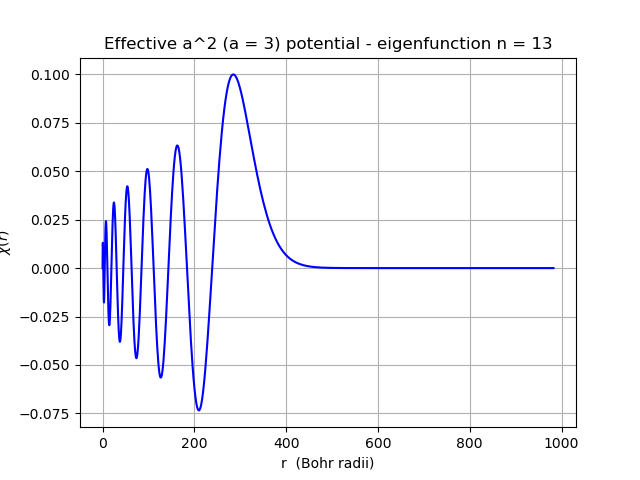 Effective a^2 (a = 3) potential - eigenfunction n = 13
0.100
0.075
0.050
0.025
0.000
−0.025
−0.050
−0.075
χ(r)
0 200 400 600 800 1000
r (Bohr radii)